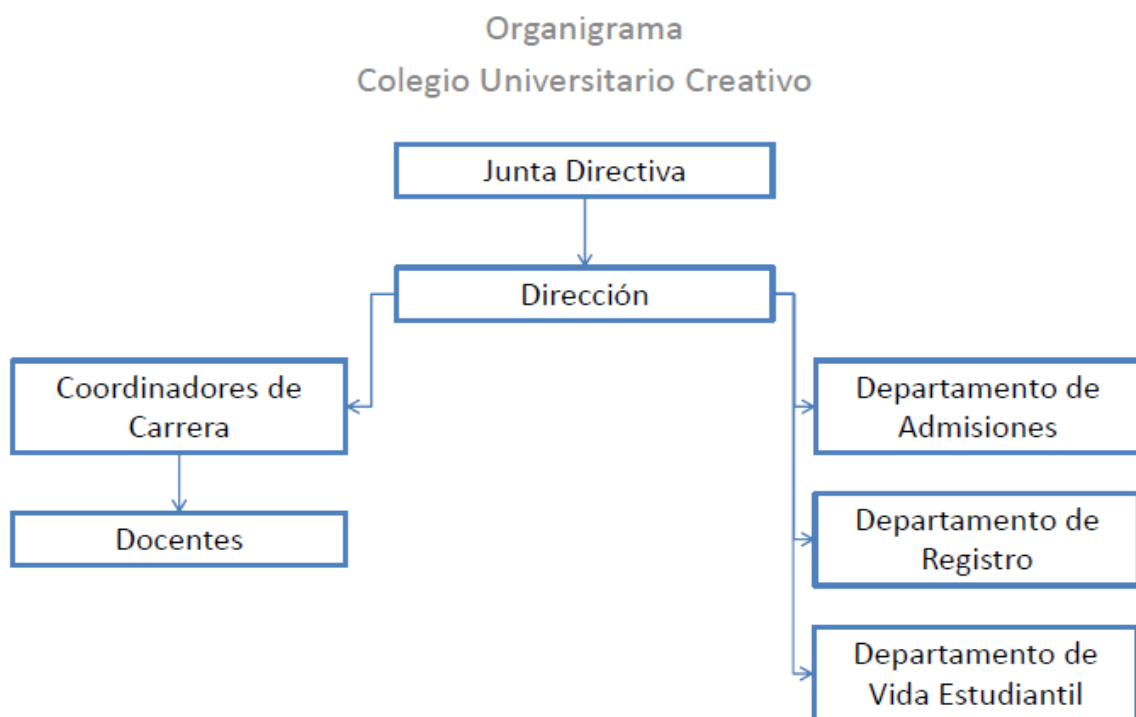 Organigrama
Colegio Universitario Creativo
Junta Directiva
Dirección
Coordinadores de
Carrera
Docentes
Departamento de
Admisiones
Departamento de
Registro
Departamento de
Vida Estudiantil